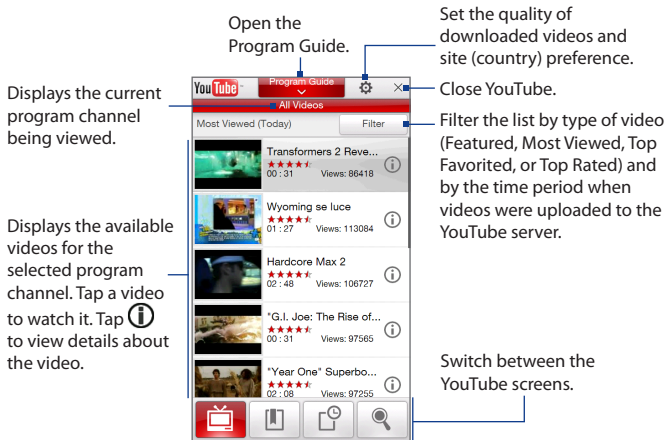 Open the
Program Guide.
Set the quality of
downloaded videos and
site (country) preference.
Displays the current
program channel
being viewed.
Close YouTube.
Filter the list by type of video
(Featured, Most Viewed, Top
Favorited, or Top Rated) and
by the time period when
videos were uploaded to the
YouTube server.
Displays the available
videos for the
selected program
channel. Tap a video
to watch it. Tap
to view details about
the video.
Switch between the
YouTube screens.
YouTube Program Guide
All Videos
Most Viewed (Today) Filter
Transformers 2 Reve...
00 : 31 Views: 86418
Wyoming se luce
01 : 27 Views: 113084
Hardcore Max 2
02 : 48 Views: 106727
"G.I. Joe: The Rise of...
00 : 31 Views: 97565
"Year One" Superbo...
02 : 08 Views: 97255